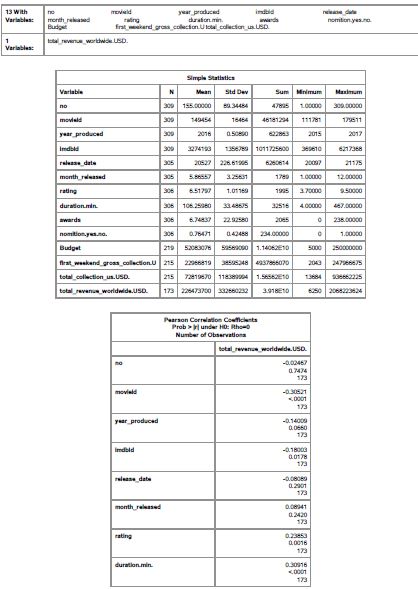 13 With Variables: no movieId year_produced imdbId release_date
month_released rating duration.min. awards nomition.yes.no.
Budget first_weekend_gross_collection.U total_collection_us.USD.
1 Variables: total_revenue_worldwide.USD.
Simple Statistics
Variable N Mean Std Dev Sum Minimum Maximum
no 309 155.00000 89.34484 47895 1.00000 309.00000
movieId 309 149454 16464 46181294 111781 179511
year_produced 309 2016 0.50890 622863 2015 2017
imdbId 309 3274193 1356789 1011725600 369610 6217368
release_date 305 20527 226.61995 6260614 20097 21175
month_released 305 5.86557 3.25631 1789 1.00000 12.00000
rating 306 6.51797 1.01169 1995 3.70000 9.50000
duration.min. 306 106.25980 33.48675 32516 4.00000 467.00000
awards 306 6.74837 22.92580 2065 0 238.00000
nomition.yes.no. 306 0.76471 0.42488 234.00000 0 1.00000
Budget 219 52083076 59569090 1.14062E10 5000 250000000
first_weekend_gross_collection.U 215 22966819 38595248 4937866070 2043 247966675
total_collection_us.USD. 215 72819670 118389994 1.56562E10 13684 936662225
total_revenue_worldwide.USD. 173 226473700 332660232 3.918E10 6250 2068223624
Pearson Correlation Coefficients
Prob > |r| under H0: Rho=0
Number of Observations
total_revenue_worldwide.USD.
no -0.02467
0.7474
173
movieId -0.30521
<.0001
173
year_produced -0.14009
0.0660
173
imdbId -0.18003
0.0178
173
release_date -0.08089
0.2901
173
month_released 0.08941
0.2420
173
rating 0.23853
0.0016
173
duration.min. 0.30916
<.0001
173